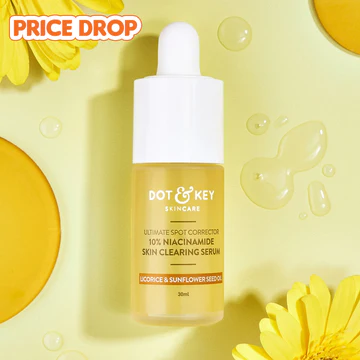 PRICE DROP
DOT & KEY
SKINCARE
ULTIMATE SPOT CORRECTOR
10% NIACINAMIDE
SKIN CLEARING SERUM
LICORICE & SUNFLOWER SEED OIL
30ml